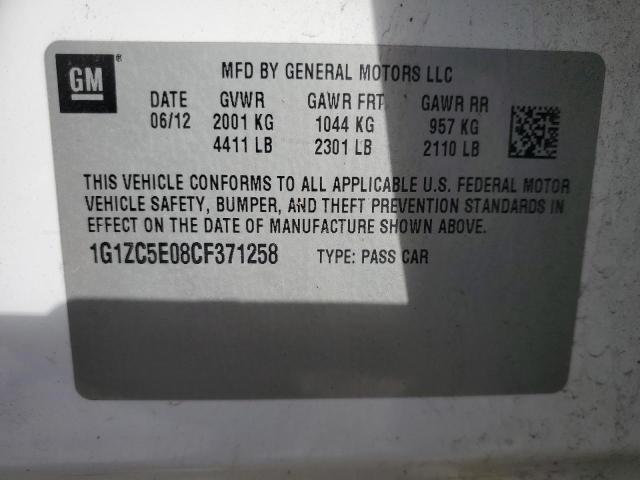 GM ®
MFD BY GENERAL MOTORS LLC
DATE GVWR GAWR FRT GAWR RR
06/12 2001 KG 1044 KG 957 KG
4411 LB 2301 LB 2110 LB
THIS VEHICLE CONFORMS TO ALL APPLICABLE U.S. FEDERAL MOTOR
VEHICLE SAFETY, BUMPER, AND THEFT PREVENTION STANDARDS IN
EFFECT ON THE DATE OF MANUFACTURE SHOWN ABOVE.
1G1ZC5E08CF371258 TYPE: PASS CAR